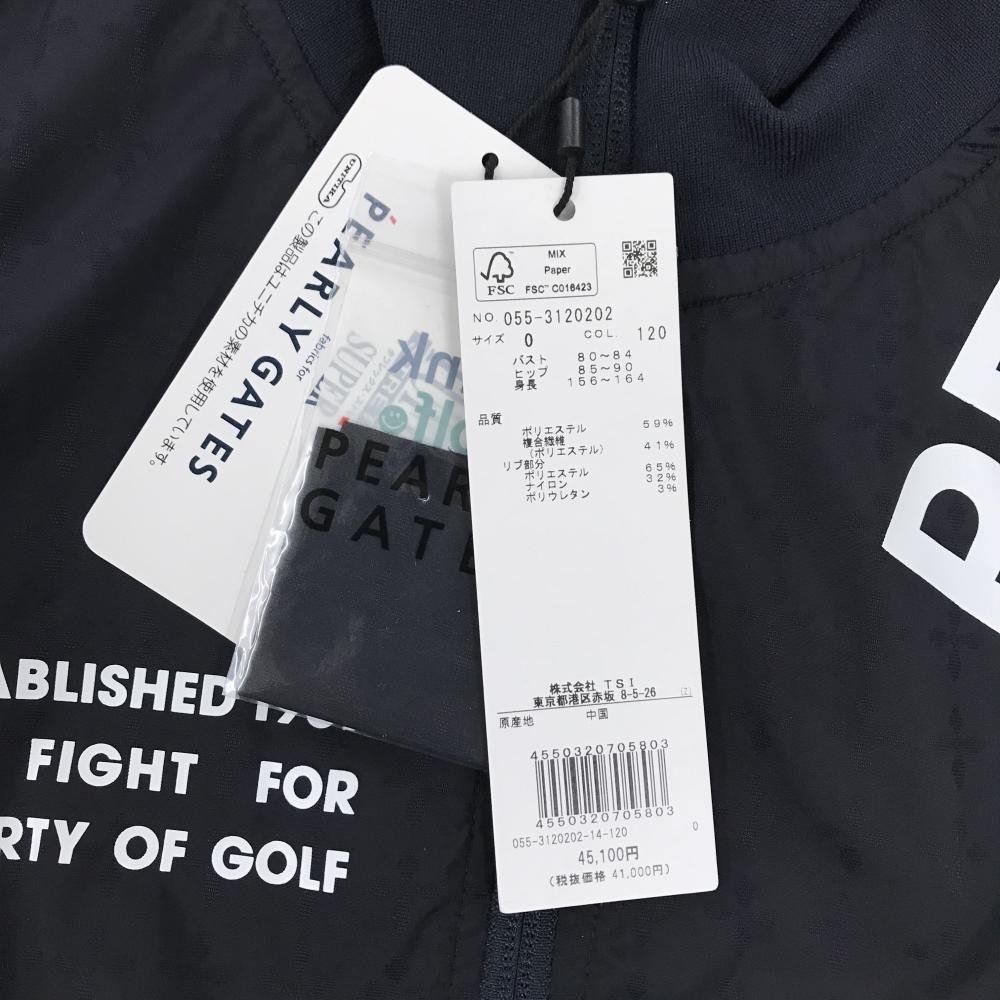 UNITIKA
この製品はユニチカの素材を使用しています。
PEARLY GATES
fabrics for
SUPER
PEAR
GAT
MIX
Paper
FSC
FSC™ C016423
NO. 055-3120202
サイズ 0 COL. 120
バスト 80~84
ヒップ 85~90
身長 156~164
品質
ポリエステル 59%
複合繊維
(ポリエステル) 41%
リブ部分
ポリエステル 65%
ナイロン 32%
ポリウレタン 3%
株式会社 TSI
東京都港区赤坂 8-5-26 [Z]
原産地 中国
4550320705803
4550320705803
055-3120202-14-120 0
45,100円
(税抜価格 41,000円)
ABLISHED
FIGHT FOR
RTY OF GOLF